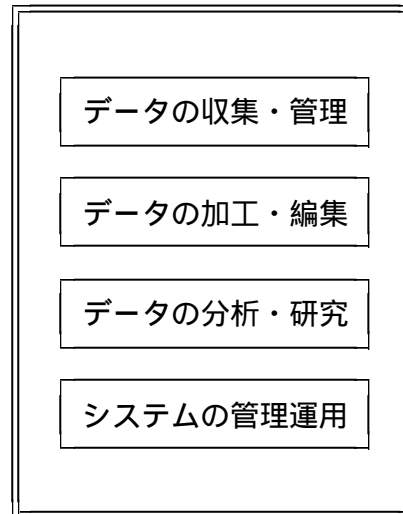 データの収集・管理
データの加工・編集
データの分析・研究
システムの管理運用